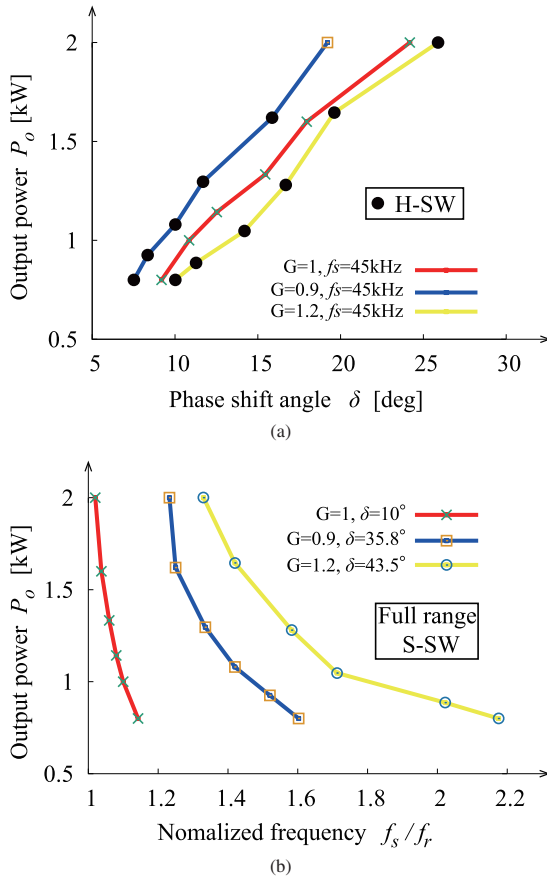 2
1.5
1
0.5
5 10 15 20 25 30
Output power P_o [kW]
Phase shift angle δ [deg]
H-SW
G=1, fs=45kHz
G=0.9, fs=45kHz
G=1.2, fs=45kHz
(a)
2
1.5
1
0.5
1 1.2 1.4 1.6 1.8 2 2.2
Output power P_o [kW]
Nomalized frequency f_s/f_r
G=1, δ=10°
G=0.9, δ=35.8°
G=1.2, δ=43.5°
Full range
S-SW
(b)